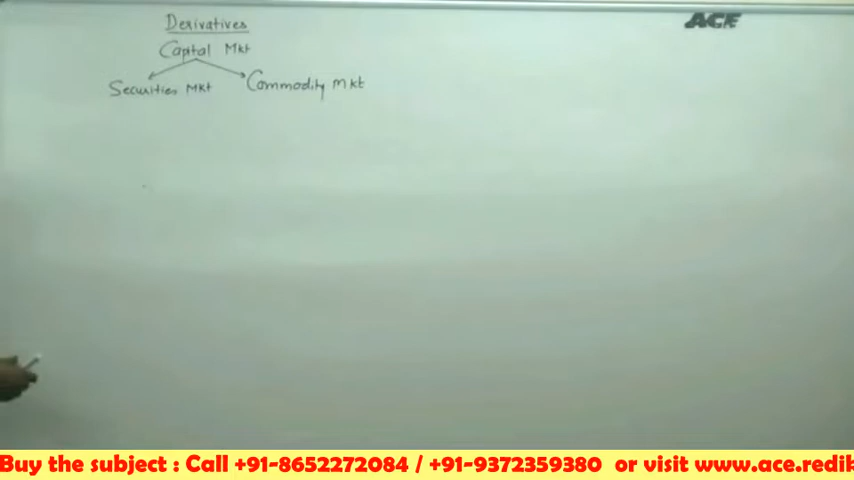 Derivatives
ACE
Capital Mkt
Securities Mkt Commodity Mkt
Buy the subject : Call +91-8652272084 / +91-9372359380 or visit www.ace.redik